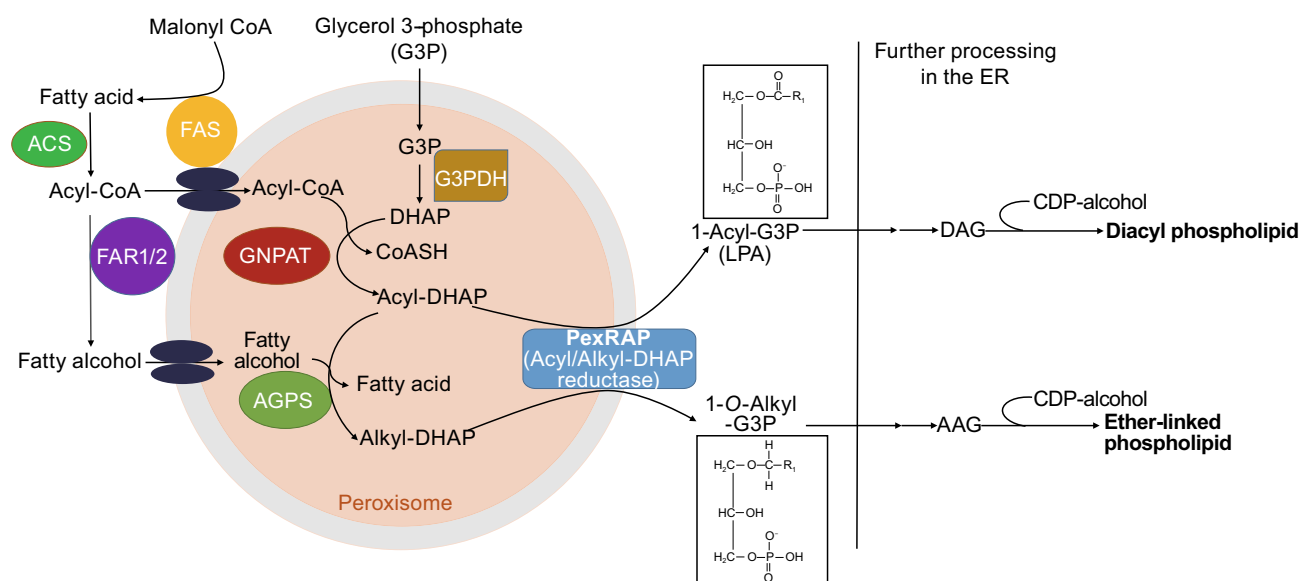 Malonyl CoA
Glycerol 3-phosphate
(G3P)
Further processing
in the ER
Fatty acid
FAS
ACS
G3P
G3PDH
Acyl-CoA
Acyl-CoA
DHAP
CoASH
FAR1/2
GNPAT
Acyl-DHAP
O
H₂C—O—C—R₁
HC—OH
O⁻
H₂C—O—P—OH
O
1-Acyl-G3P
(LPA)
DAG
CDP-alcohol
Diacyl phospholipid
PexRAP
(Acyl/Alkyl-DHAP
reductase)
Fatty alcohol
Fatty
alcohol
Fatty acid
AGPS
Alkyl-DHAP
Peroxisome
1-O-Alkyl
-G3P
AAG
CDP-alcohol
Ether-linked
phospholipid
H
H₂C—O—C—R₁
H
HC—OH
O⁻
H₂C—O—P—OH
O